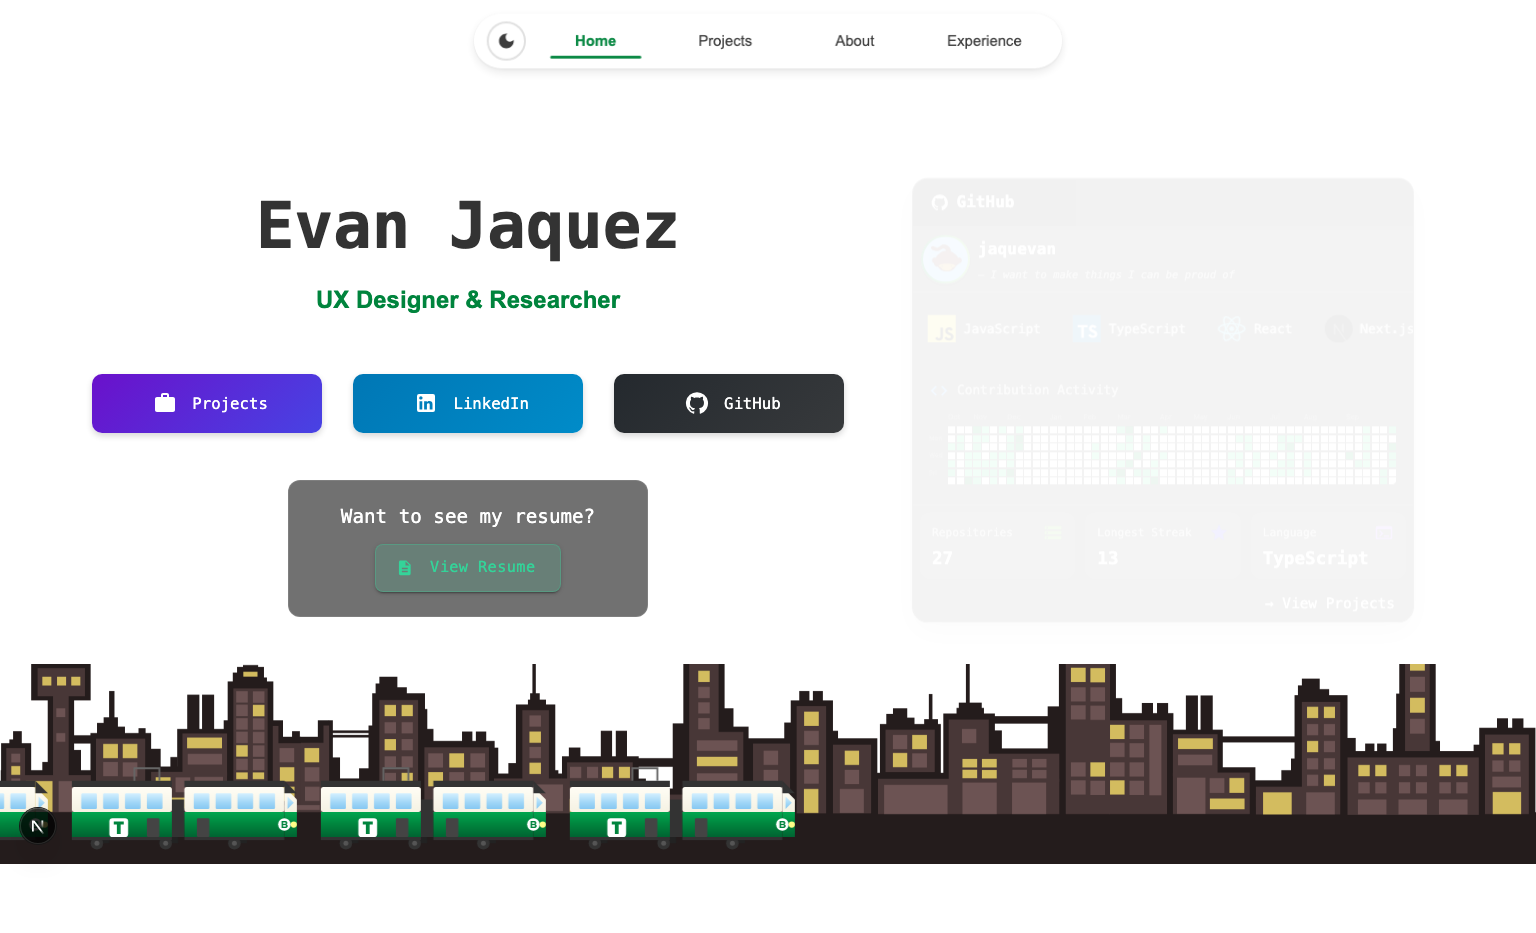 Home Projects About Experience
Evan Jaquez
UX Designer & Researcher
Projects LinkedIn GitHub
Want to see my resume?
View Resume
GitHub
jaquevan
~ I want to make things I can be proud of
JS JavaScript TS TypeScript React N Next.js
<> Contribution Activity
Repositories
27
Longest Streak
13
Language
TypeScript
→ View Projects
T B T B T B
N